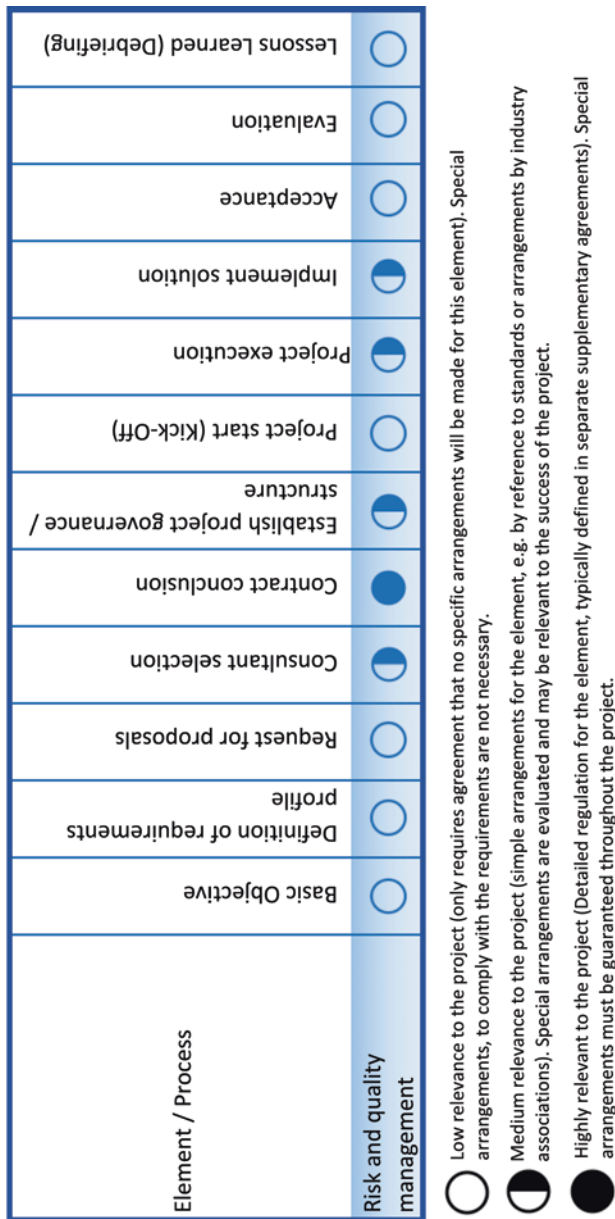 Element / Process
Basic Objective
Definition of requirements
profile
Request for proposals
Consultant selection
Contract conclusion
Establish project governance /
structure
Project start (Kick-Off)
Project execution
Implement solution
Acceptance
Evaluation
Lessons Learned (Debriefing)
Risk and quality
management
Low relevance to the project (only requires agreement that no specific arrangements will be made for this element). Special
arrangements, to comply with the requirements are not necessary.
Medium relevance to the project (simple arrangements for the element, e.g. by reference to standards or arrangements by industry
associations). Special arrangements are evaluated and may be relevant to the success of the project.
Highly relevant to the project (Detailed regulation for the element, typically defined in separate supplementary agreements). Special
arrangements must be guaranteed throughout the project.